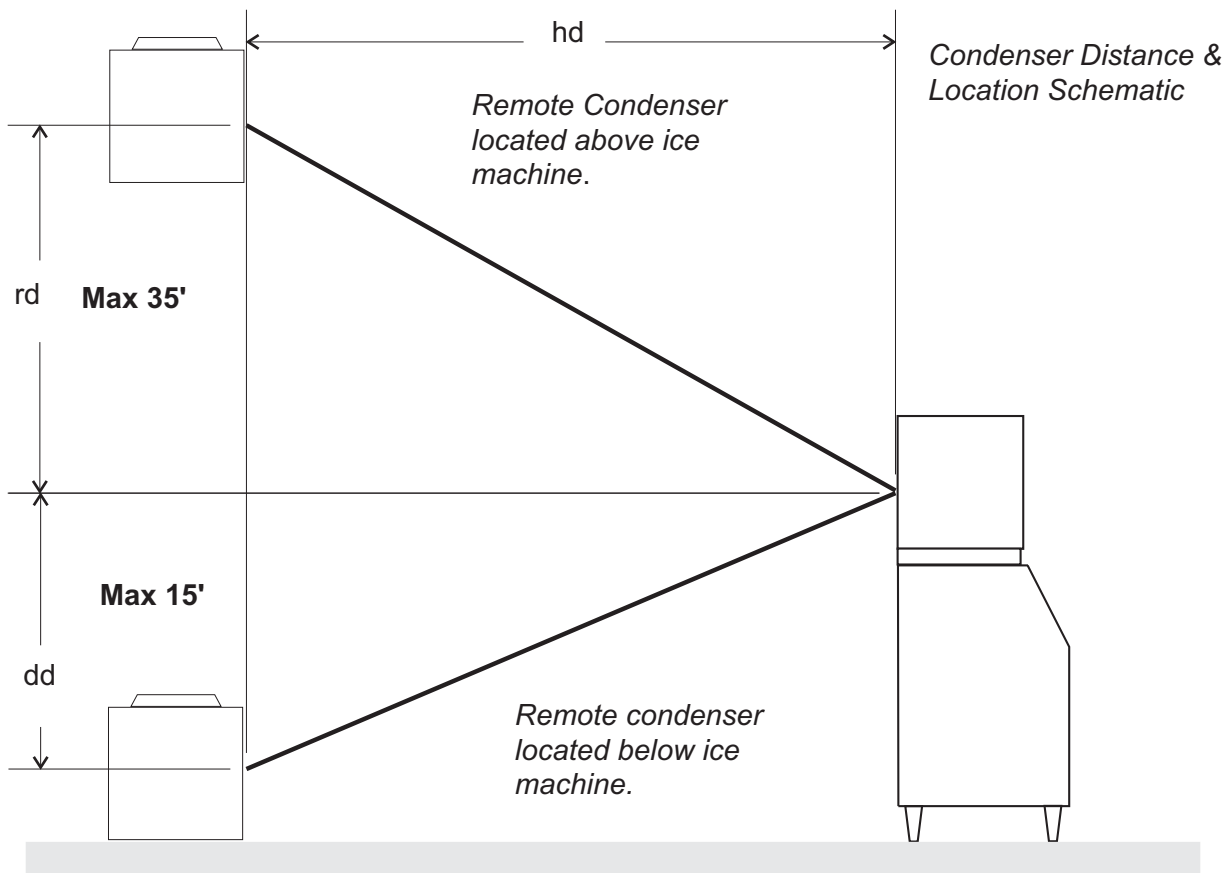 hd
Condenser Distance &
Location Schematic
Remote Condenser
located above ice
machine.
rd
Max 35'
Max 15'
dd
Remote condenser
located below ice
machine.